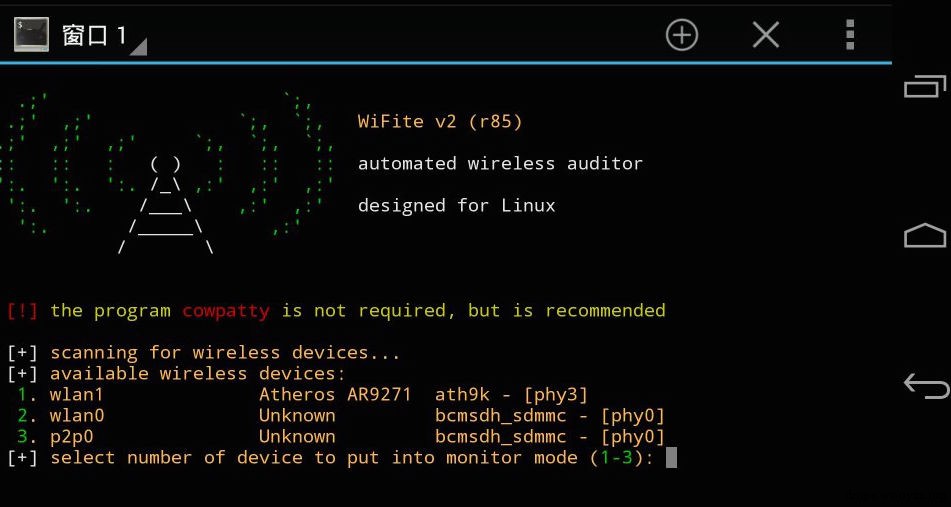 窗口 1
WiFite v2 (r85)
automated wireless auditor
designed for Linux
[!] the program cowpatty is not required, but is recommended
[+] scanning for wireless devices...
[+] available wireless devices:
1. wlan1 Atheros AR9271 ath9k - [phy3]
2. wlan0 Unknown bcmsdh_sdmmc - [phy0]
3. p2p0 Unknown bcmsdh_sdmmc - [phy0]
[+] select number of device to put into monitor mode (1-3):